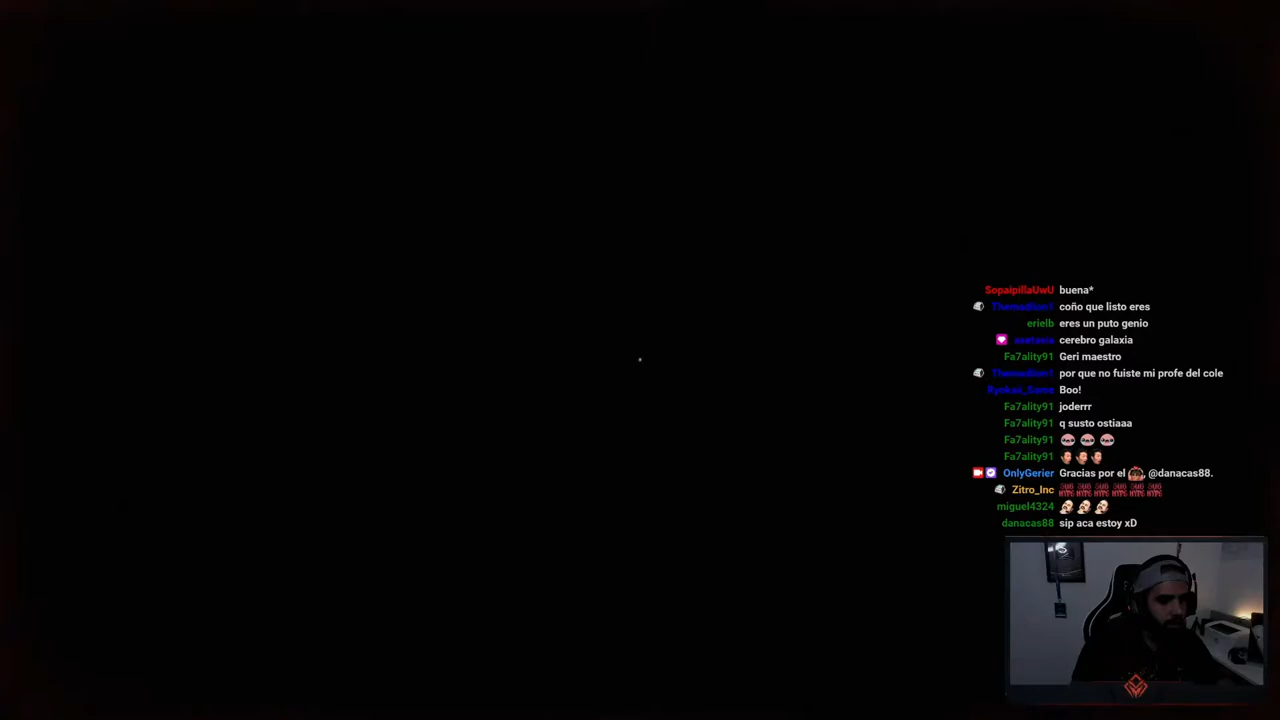 SopaipillaUwU buena*
coño que listo eres
erielb eres un puto genio
cerebro galaxia
Fa7ality91 Geri maestro
por que no fuiste mi profe del cole
Boo!
Fa7ality91 joderrr
Fa7ality91 q susto ostiaaa
Fa7ality91
Fa7ality91
OnlyGerier Gracias por el @danacas88.
Zitro_Inc
miguel4324
danacas88 sip aca estoy xD